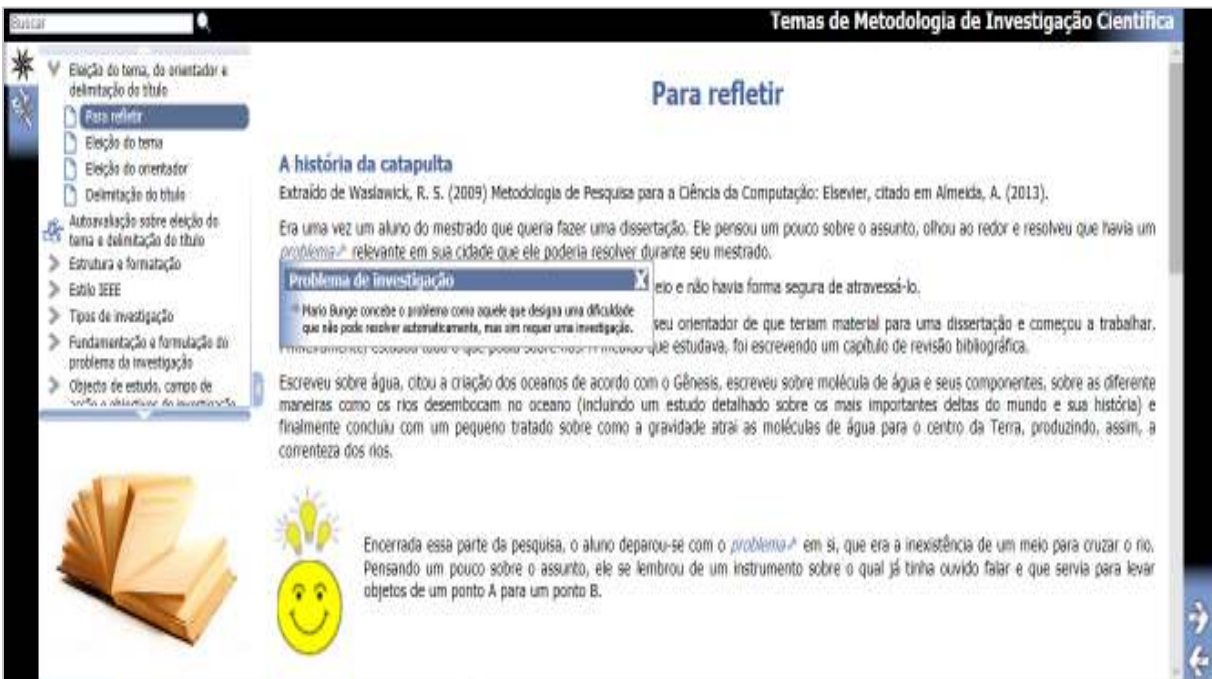 Buscar
Temas de Metodologia de Investigação Científica
Eleição do tema, do orientador e
delimitação do título
Para refletir
Eleição do tema
Eleição do orientador
Delimitação do título
Autoavaliação sobre eleição do
tema e delimitação do título
Estrutura e formatação
Estilo IEEE
Tipos de investigação
Fundamentação e formulação do
problema da investigação
Objecto de estudo, campo de
acção e objectivos da investigação
Para refletir
A história da catapulta
Extraído de Waslawick, R. S. (2009) Metodologia de Pesquisa para a Ciência da Computação: Elsevier, citado em Almeida, A. (2013).
Era uma vez um aluno do mestrado que queria fazer uma dissertação. Ele pensou um pouco sobre o assunto, olhou ao redor e resolveu que havia um
problema relevante em sua cidade que ele poderia resolver durante seu mestrado.
Problema de investigação X
Mario Bunge concebe o problema como aquele que designa uma dificuldade
que não pode resolver automaticamente, mas sim requer uma investigação.
eio e não havia forma segura de atravessá-lo.
seu orientador de que teriam material para uma dissertação e começou a trabalhar.
que estudava, foi escrevendo um capítulo de revisão bibliográfica.
Escreveu sobre água, citou a criação dos oceanos de acordo com o Gênesis, escreveu sobre molécula de água e seus componentes, sobre as diferente
maneiras como os rios desembocam no oceano (incluindo um estudo detalhado sobre os mais importantes deltas do mundo e sua história) e
finalmente concluiu com um pequeno tratado sobre como a gravidade atrai as moléculas de água para o centro da Terra, produzindo, assim, a
correnteza dos rios.
Encerrada essa parte da pesquisa, o aluno deparou-se com o problema em si, que era a inexistência de um meio para cruzar o rio.
Pensando um pouco sobre o assunto, ele se lembrou de um instrumento sobre o qual já tinha ouvido falar e que servia para levar
objetos de um ponto A para um ponto B.